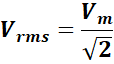 V_rms = V_m / √2